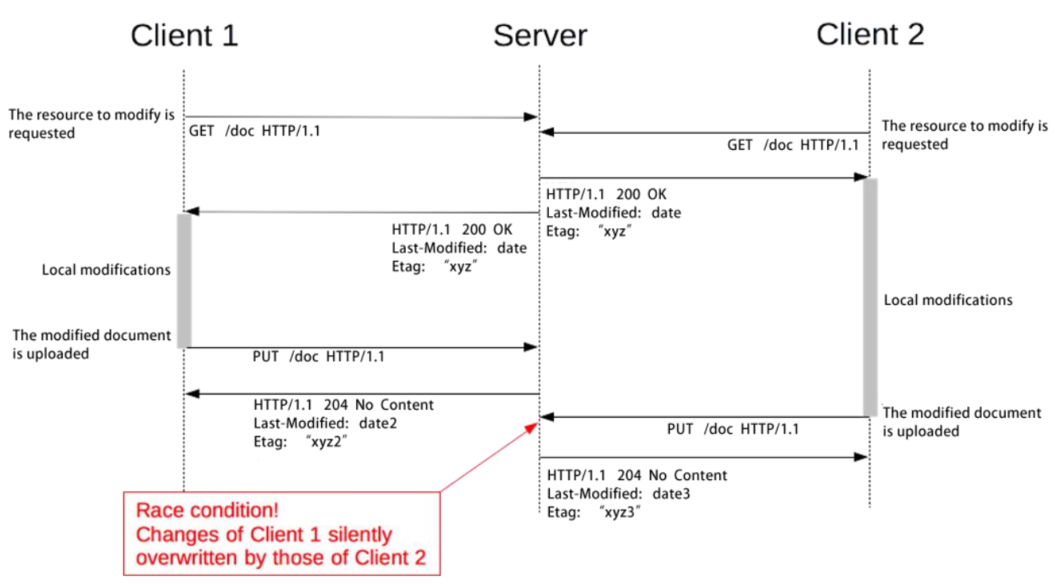 Client 1
Server
Client 2
The resource to modify is
requested
GET /doc HTTP/1.1
The resource to modify is
requested
GET /doc HTTP/1.1
HTTP/1.1 200 OK
Last-Modified: date
Etag: "xyz"
HTTP/1.1 200 OK
Last-Modified: date
Etag: "xyz"
Local modifications
Local modifications
The modified document
is uploaded
PUT /doc HTTP/1.1
HTTP/1.1 204 No Content
Last-Modified: date2
Etag: "xyz2"
The modified document
is uploaded
PUT /doc HTTP/1.1
HTTP/1.1 204 No Content
Last-Modified: date3
Etag: "xyz3"
Race condition!
Changes of Client 1 silently
overwritten by those of Client 2